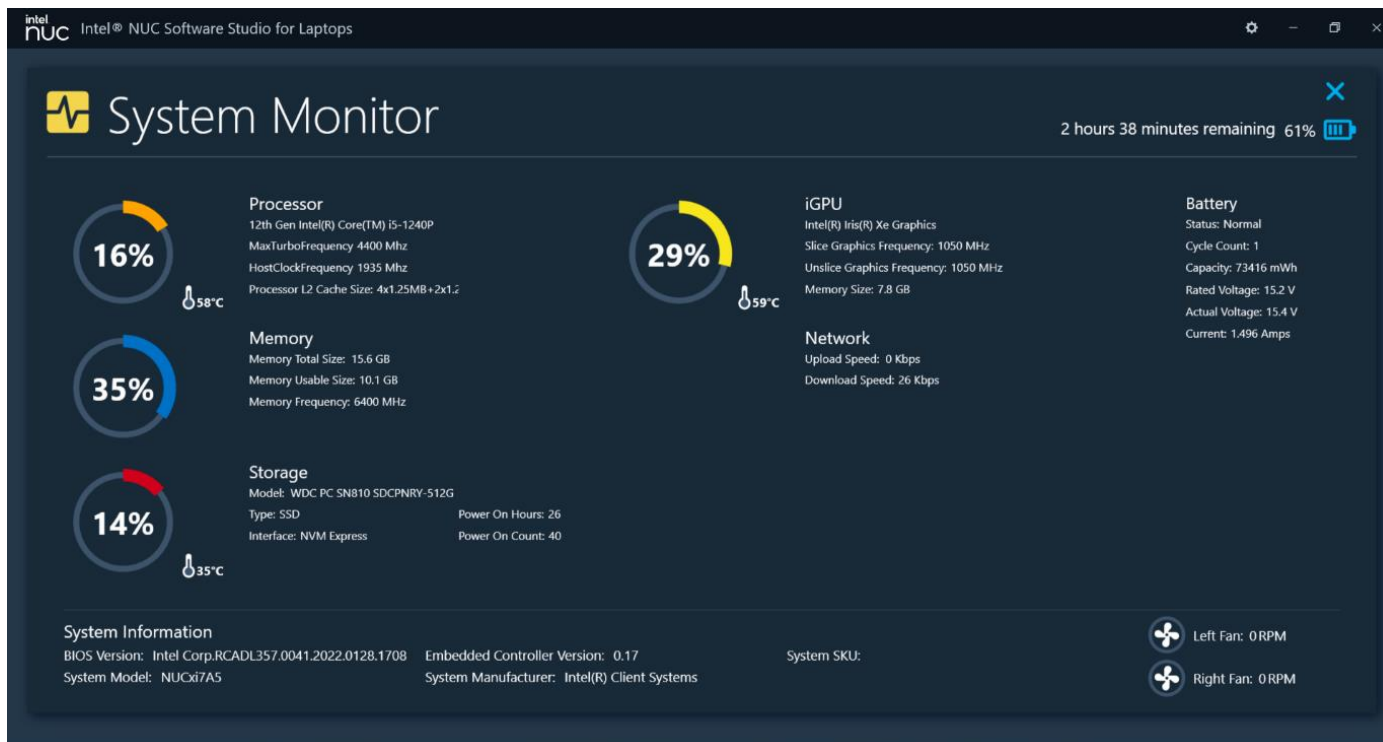 intel
nuc Intel® NUC Software Studio for Laptops
System Monitor
2 hours 38 minutes remaining 61%
16%
58°C
Processor
12th Gen Intel(R) Core(TM) i5-1240P
MaxTurboFrequency 4400 Mhz
HostClockFrequency 1935 Mhz
Processor L2 Cache Size: 4x1.25MB+2x1.2
29%
59°C
iGPU
Intel(R) Iris(R) Xe Graphics
Slice Graphics Frequency: 1050 MHz
Unslice Graphics Frequency: 1050 MHz
Memory Size: 7.8 GB
Battery
Status: Normal
Cycle Count: 1
Capacity: 73416 mWh
Rated Voltage: 15.2 V
Actual Voltage: 15.4 V
Current: 1.496 Amps
35%
Memory
Memory Total Size: 15.6 GB
Memory Usable Size: 10.1 GB
Memory Frequency: 6400 MHz
Network
Upload Speed: 0 Kbps
Download Speed: 26 Kbps
14%
35°C
Storage
Model: WDC PC SN810 SDCPNRY-512G
Type: SSD Power On Hours: 26
Interface: NVM Express Power On Count: 40
System Information
BIOS Version: Intel Corp.RCADL357.0041.2022.0128.1708 Embedded Controller Version: 0.17 System SKU:
System Model: NUCxi7A5 System Manufacturer: Intel(R) Client Systems
Left Fan: 0 RPM
Right Fan: 0 RPM